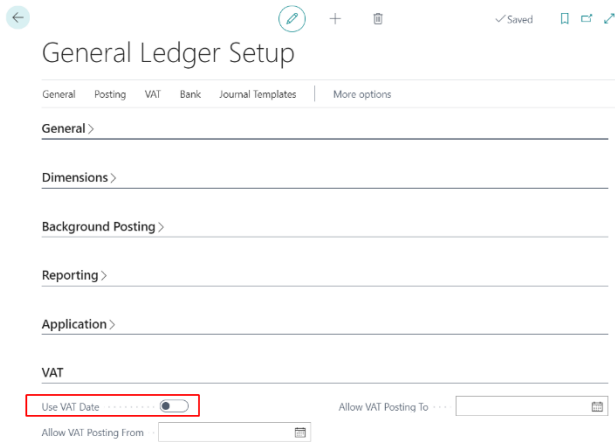 Saved
General Ledger Setup
General Posting VAT Bank Journal Templates More options
General
Dimensions
Background Posting
Reporting
Application
VAT
Use VAT Date Allow VAT Posting To
Allow VAT Posting From